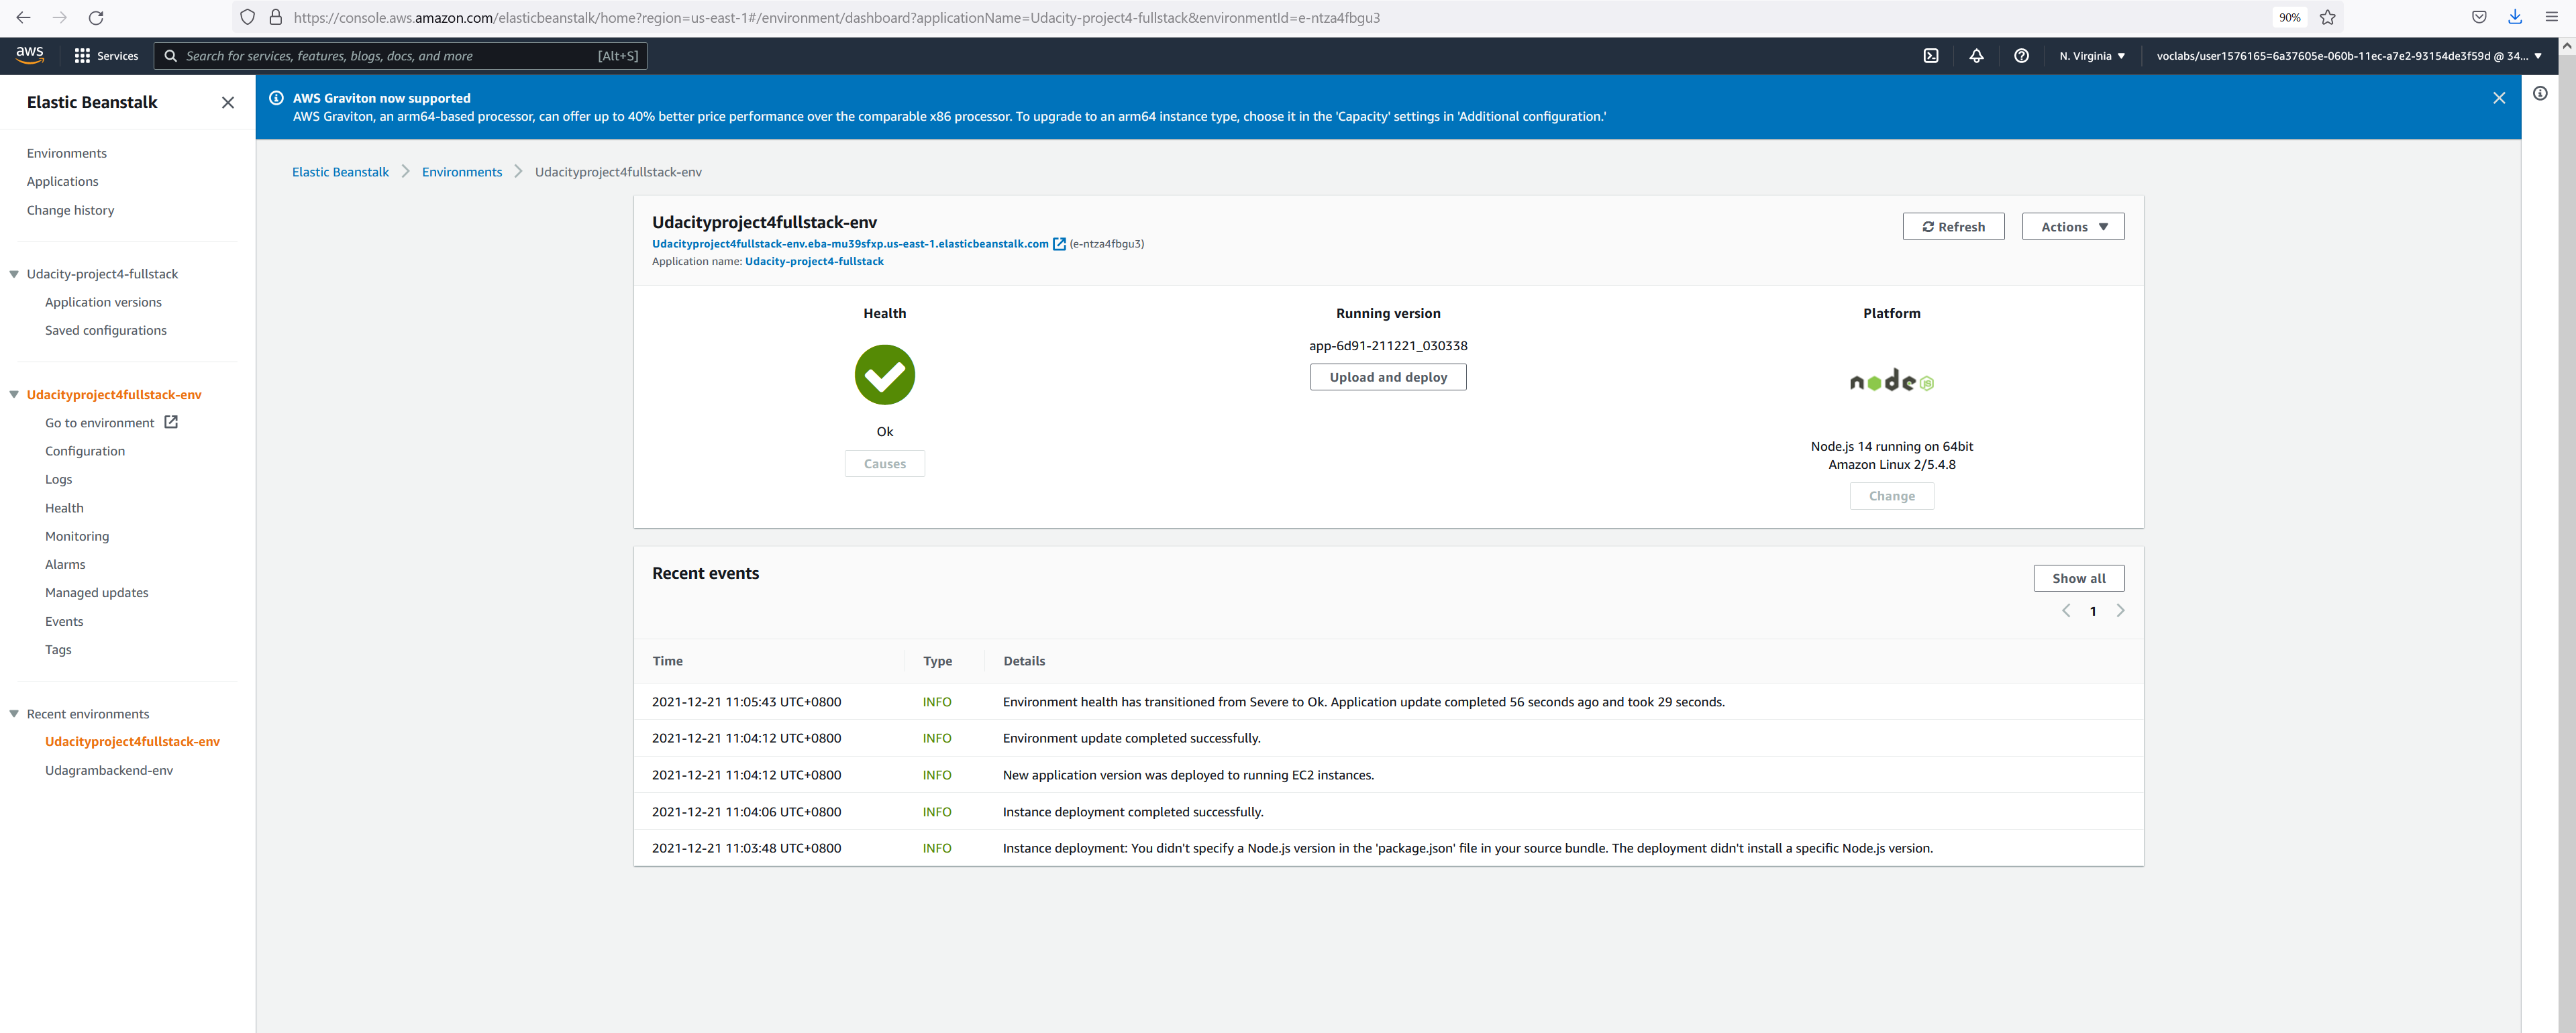 https://console.aws.amazon.com/elasticbeanstalk/home?region=us-east-1#/environment/dashboard?applicationName=Udacity-project4-fullstack&environmentId=e-ntza4fbgu3
90%
aws
Services
Search for services, features, blogs, docs, and more
[Alt+S]
N. Virginia
voclabs/user1576165=6a37605e-060b-11ec-a7e2-93154de3f59d @ 34...
Elastic Beanstalk
Environments
Applications
Change history
Udacity-project4-fullstack
Application versions
Saved configurations
Udacityproject4fullstack-env
Go to environment
Configuration
Logs
Health
Monitoring
Alarms
Managed updates
Events
Tags
Recent environments
Udacityproject4fullstack-env
Udagrambackend-env
AWS Graviton now supported
AWS Graviton, an arm64-based processor, can offer up to 40% better price performance over the comparable x86 processor. To upgrade to an arm64 instance type, choose it in the 'Capacity' settings in 'Additional configuration.'
Elastic Beanstalk
Environments
Udacityproject4fullstack-env
Udacityproject4fullstack-env
Udacityproject4fullstack-env.eba-mu39sfxp.us-east-1.elasticbeanstalk.com (e-ntza4fbgu3)
Application name: Udacity-project4-fullstack
Refresh
Actions
Health
Ok
Causes
Running version
app-6d91-211221_030338
Upload and deploy
Platform
node JS
Node.js 14 running on 64bit
Amazon Linux 2/5.4.8
Change
Recent events
Show all
1
Time Type Details
2021-12-21 11:05:43 UTC+0800 INFO Environment health has transitioned from Severe to Ok. Application update completed 56 seconds ago and took 29 seconds.
2021-12-21 11:04:12 UTC+0800 INFO Environment update completed successfully.
2021-12-21 11:04:12 UTC+0800 INFO New application version was deployed to running EC2 instances.
2021-12-21 11:04:06 UTC+0800 INFO Instance deployment completed successfully.
2021-12-21 11:03:48 UTC+0800 INFO Instance deployment: You didn't specify a Node.js version in the 'package.json' file in your source bundle. The deployment didn't install a specific Node.js version.